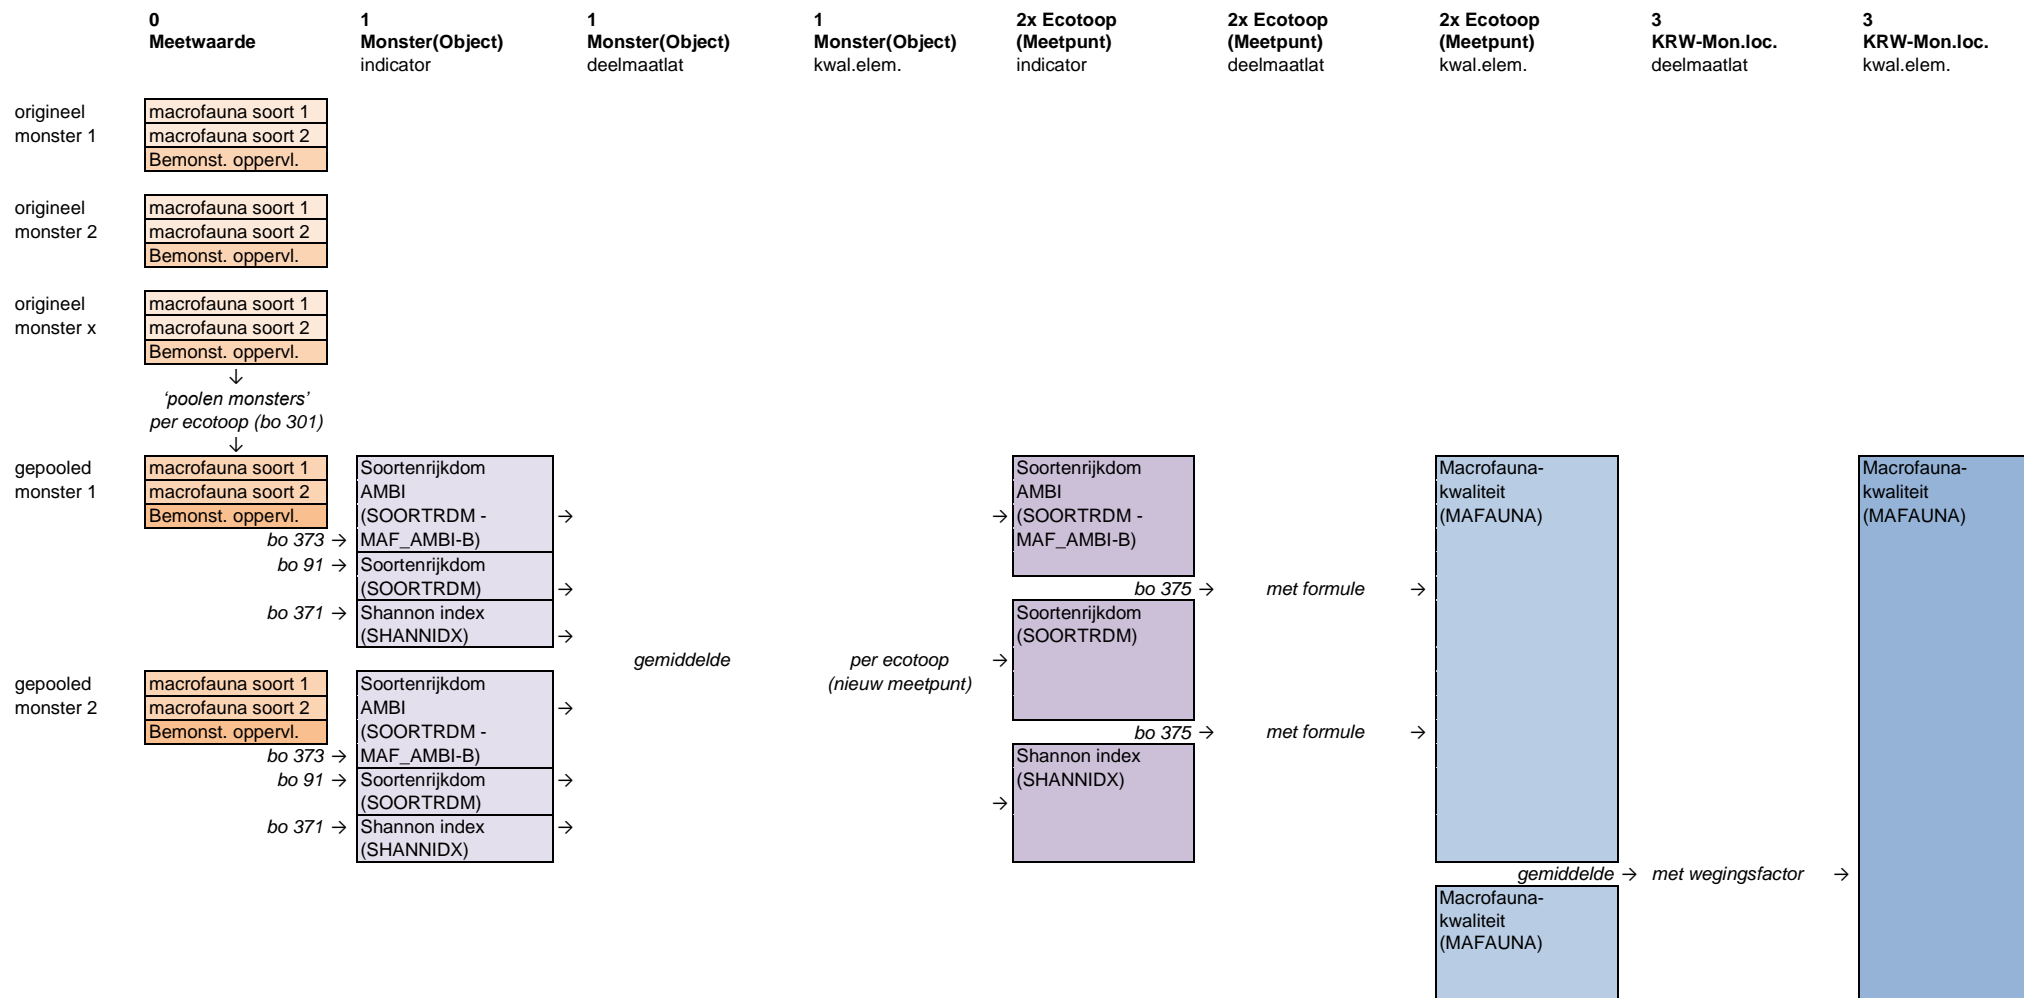 0
Meetwaarde
1
Monster(Object)
indicator
1
Monster(Object)
deelmaatlat
1
Monster(Object)
kwal.elem.
2x Ecotoop
(Meetpunt)
indicator
2x Ecotoop
(Meetpunt)
deelmaatlat
2x Ecotoop
(Meetpunt)
kwal.elem.
3
KRW-Mon.loc.
deelmaatlat
3
KRW-Mon.loc.
kwal.elem.
origineel
monster 1
macrofauna soort 1
macrofauna soort 2
Bemonst. oppervl.
origineel
monster 2
macrofauna soort 1
macrofauna soort 2
Bemonst. oppervl.
origineel
monster x
macrofauna soort 1
macrofauna soort 2
Bemonst. oppervl.
↓
‘poolen monsters’
per ecotoop (bo 301)
↓
gepooled
monster 1
macrofauna soort 1
macrofauna soort 2
Bemonst. oppervl.
bo 373 →
bo 91 →
bo 371 →
Soortenrijkdom
AMBI
(SOORTRDM -
MAF_AMBI-B)
→
Soortenrijkdom
(SOORTRDM)
→
Shannon index
(SHANNIDX)
→
gepooled
monster 2
macrofauna soort 1
macrofauna soort 2
Bemonst. oppervl.
bo 373 →
bo 91 →
bo 371 →
Soortenrijkdom
AMBI
(SOORTRDM -
MAF_AMBI-B)
→
Soortenrijkdom
(SOORTRDM)
→
Shannon index
(SHANNIDX)
→
gemiddelde
per ecotoop
(nieuw meetpunt)
→
→
→
Soortenrijkdom
AMBI
(SOORTRDM -
MAF_AMBI-B)
bo 375 → met formule →
Soortenrijkdom
(SOORTRDM)
bo 375 → met formule →
Shannon index
(SHANNIDX)
Macrofauna-
kwaliteit
(MAFAUNA)
gemiddelde → met wegingsfactor →
Macrofauna-
kwaliteit
(MAFAUNA)
Macrofauna-
kwaliteit
(MAFAUNA)